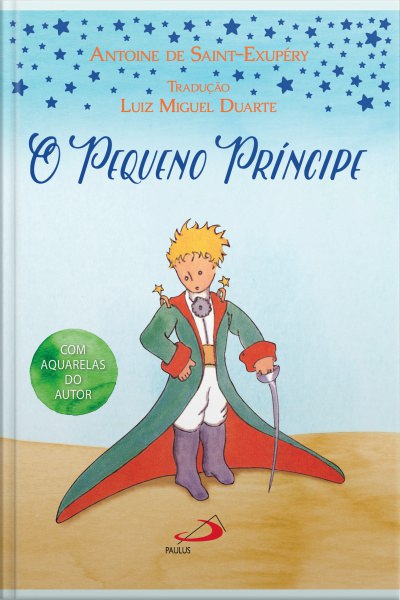 Antoine de Saint-Exupéry
Tradução
Luiz Miguel Duarte
O Pequeno Príncipe
COM
AQUARELAS
DO
AUTOR
PAULUS